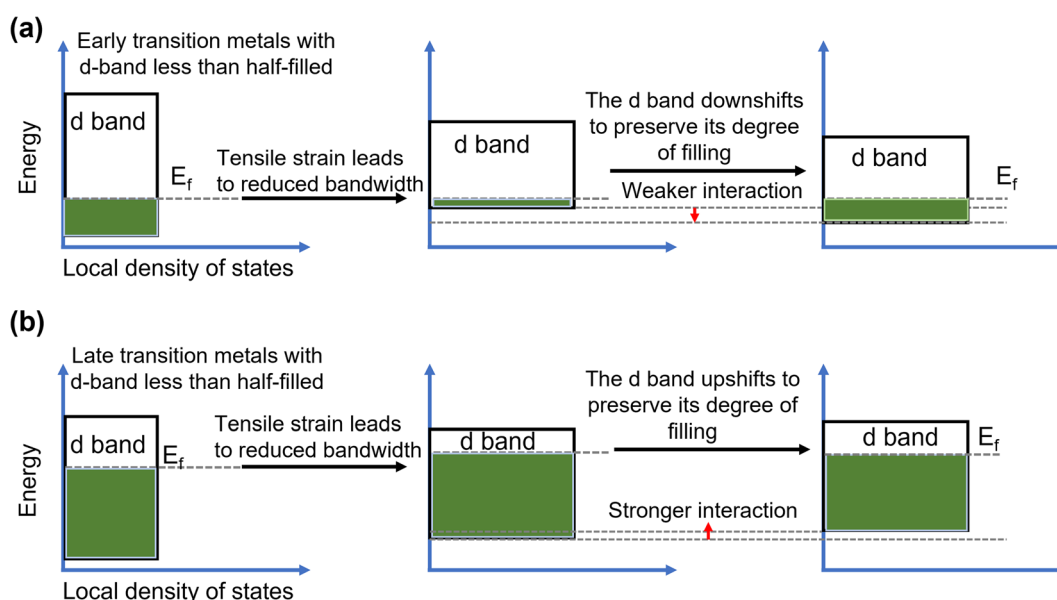 (a)
Early transition metals with
d-band less than half-filled
Energy
d band
E_f
Local density of states
Tensile strain leads
to reduced bandwidth
d band
The d band downshifts
to preserve its degree
of filling
Weaker interaction
d band
E_f
(b)
Late transition metals with
d-band less than half-filled
Energy
d band
E_f
Local density of states
Tensile strain leads
to reduced bandwidth
d band
The d band upshifts to
preserve its degree of
filling
Stronger interaction
d band
E_f